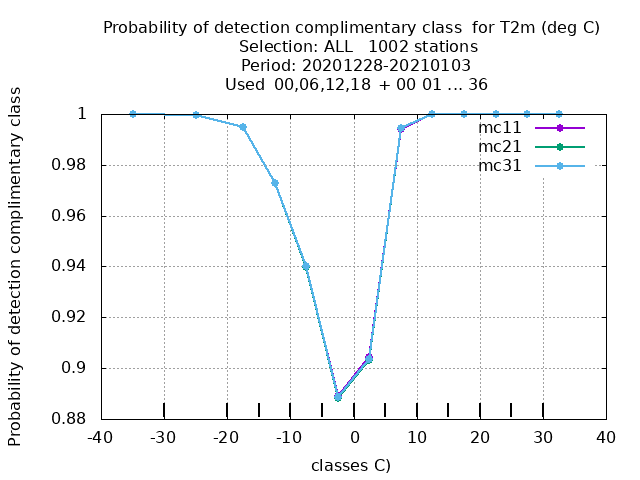 Probability of detection complimentary class  for T2m (deg C)
Selection: ALL   1002 stations
Period: 20201228-20210103
Used  00,06,12,18  + 00 01 ... 36
Probability of detection complimentary class
1
0.98
0.96
0.94
0.92
0.9
0.88
mc11
mc21
mc31
-40 -30 -20 -10 0 10 20 30 40
classes C)